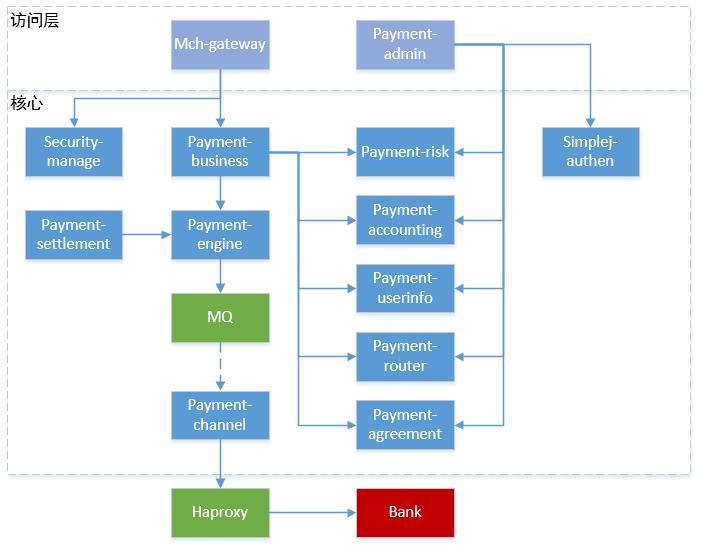 访问层
Mch-gateway
Payment-
admin
核心
Security-
manage
Payment-
business
Payment-risk
Simplej-
authen
Payment-
settlement
Payment-
engine
Payment-
accounting
MQ
Payment-
userinfo
Payment-
router
Payment-
channel
Payment-
agreement
Haproxy
Bank